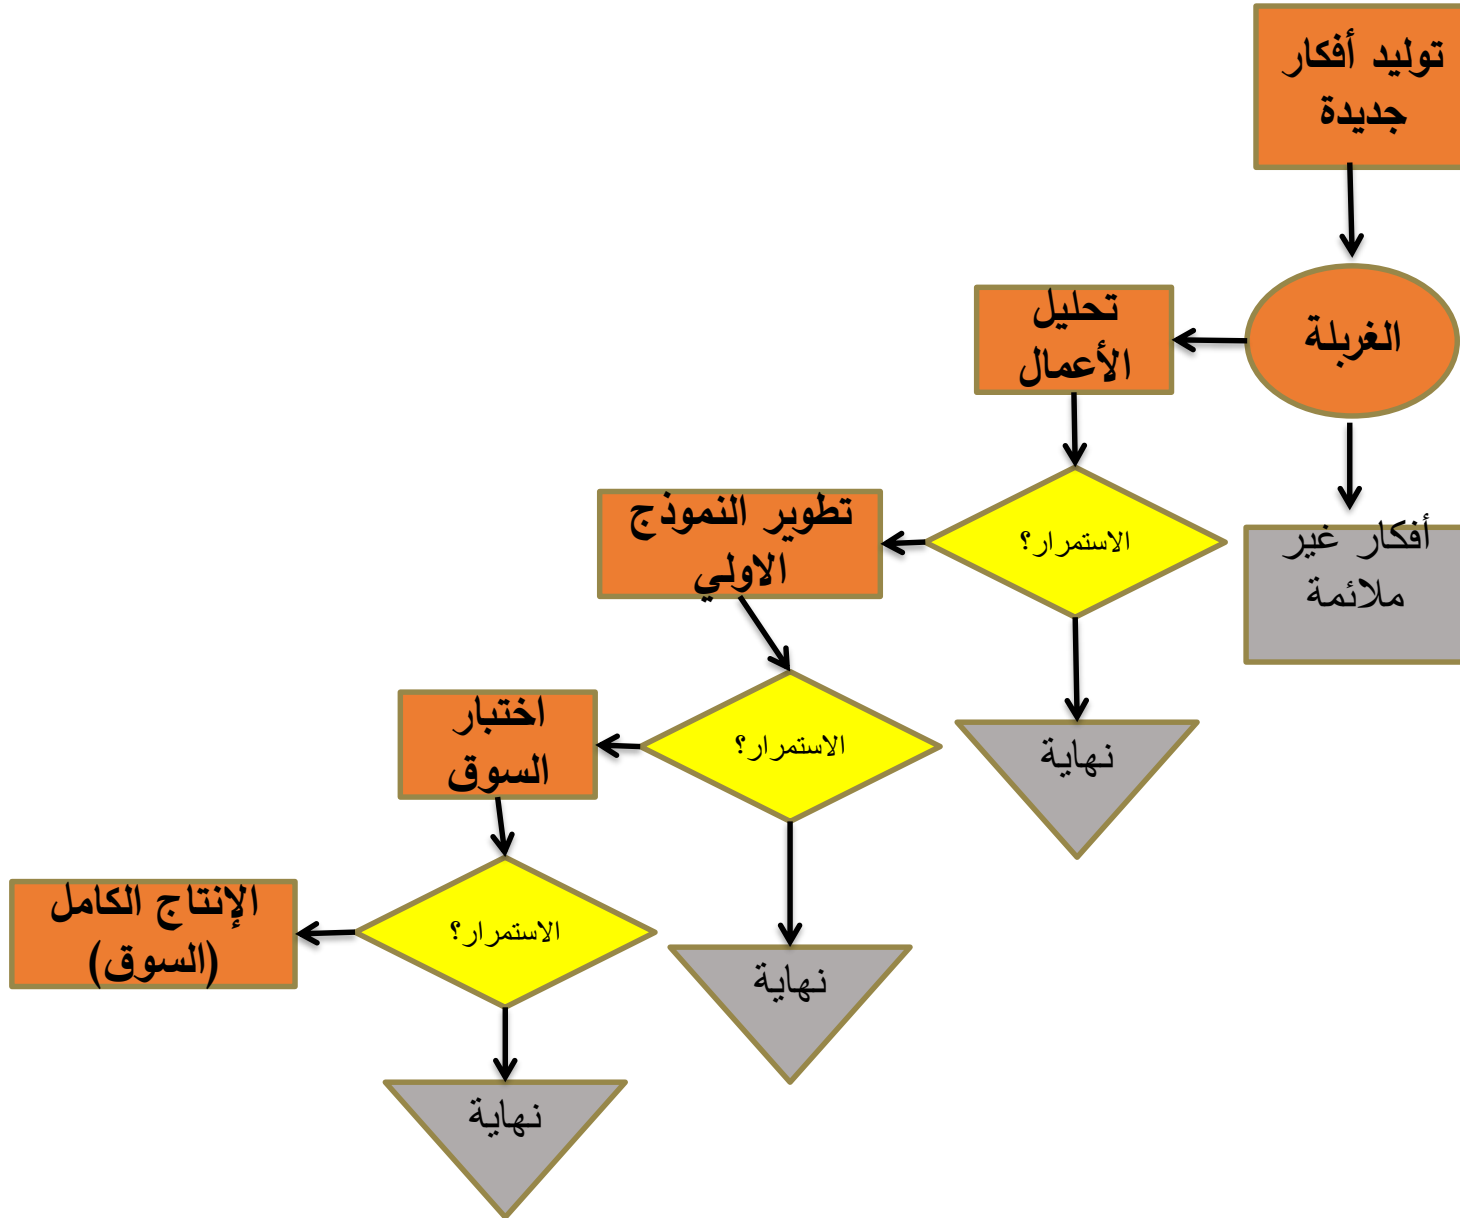 توليد أفكار
جديدة
الغربلة
تحليل
الأعمال
أفكار غير
ملائمة
الاستمرار؟
تطوير النموذج
الاولي
نهاية
الاستمرار؟
اختبار
السوق
نهاية
الاستمرار؟
الإنتاج الكامل
(السوق)
نهاية